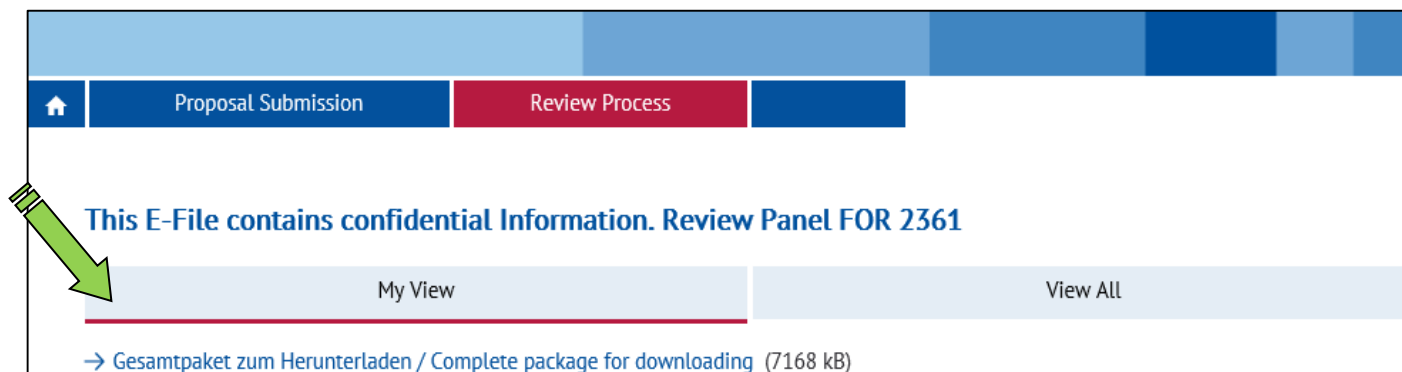 Proposal Submission Review Process
This E-File contains confidential Information. Review Panel FOR 2361
My View View All
→ Gesamtpaket zum Herunterladen / Complete package for downloading (7168 kB)